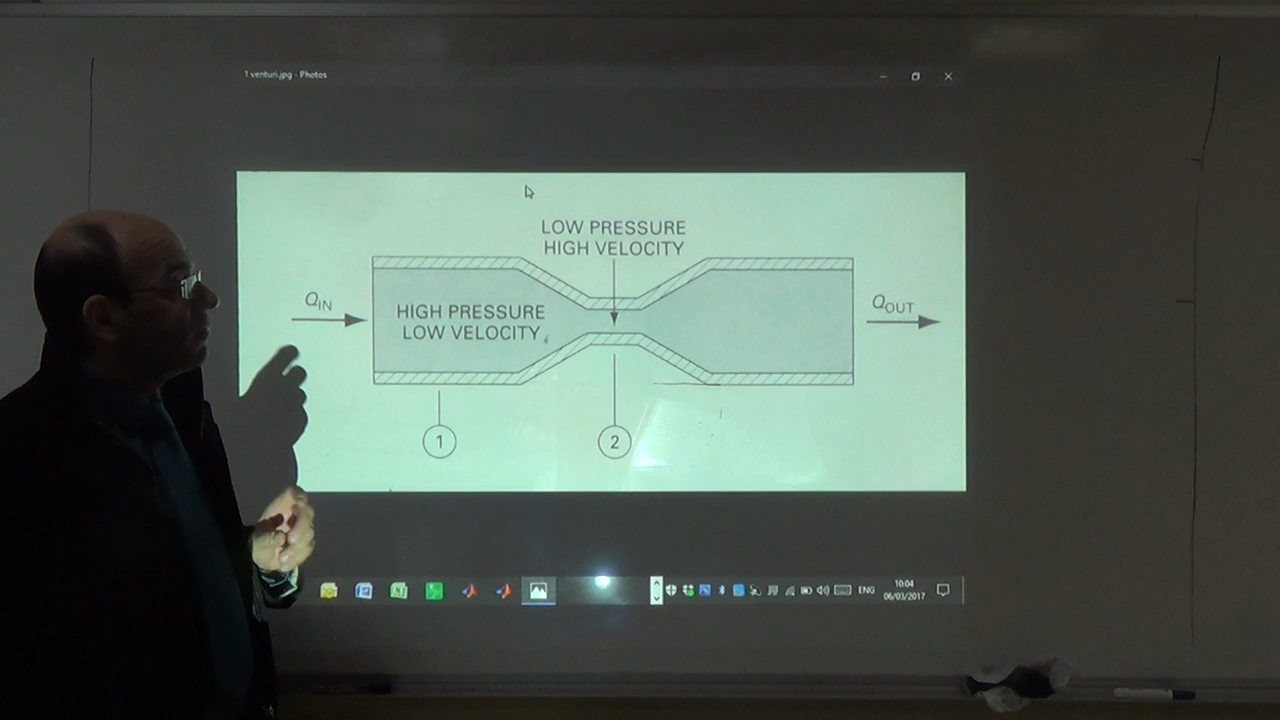 1 venturi.jpg - Photos
LOW PRESSURE
HIGH VELOCITY
QIN
HIGH PRESSURE
LOW VELOCITY
QOUT
1
2
ENG
10:04
06/03/2017